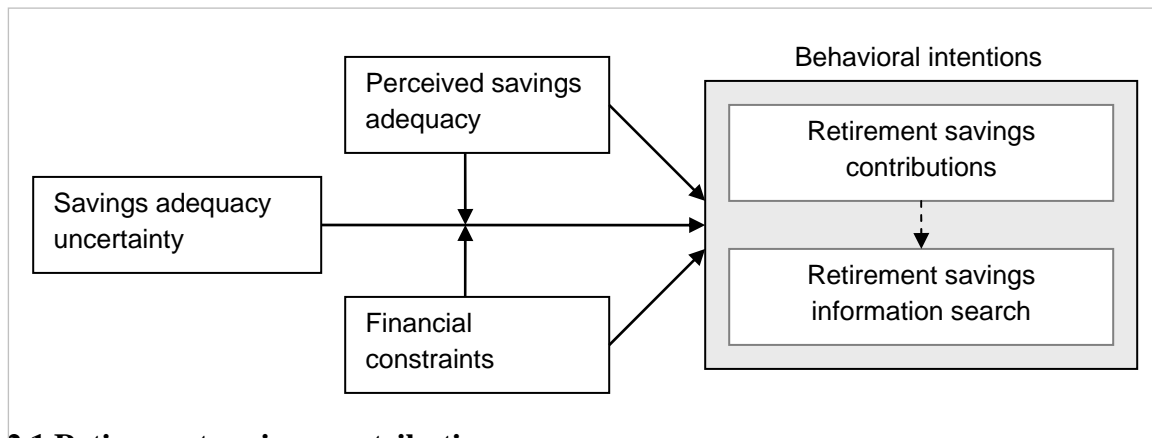 Behavioral intentions
Perceived savings
adequacy
Retirement savings
contributions
Savings adequacy
uncertainty
Retirement savings
information search
Financial
constraints